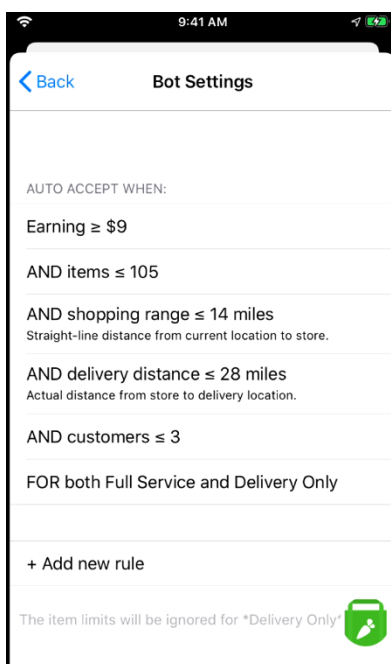 9:41 AM
Back
Bot Settings
AUTO ACCEPT WHEN:
Earning ≥ $9
AND items ≤ 105
AND shopping range ≤ 14 miles
Straight-line distance from current location to store.
AND delivery distance ≤ 28 miles
Actual distance from store to delivery location.
AND customers ≤ 3
FOR both Full Service and Delivery Only
+ Add new rule
The item limits will be ignored for *Delivery Only*